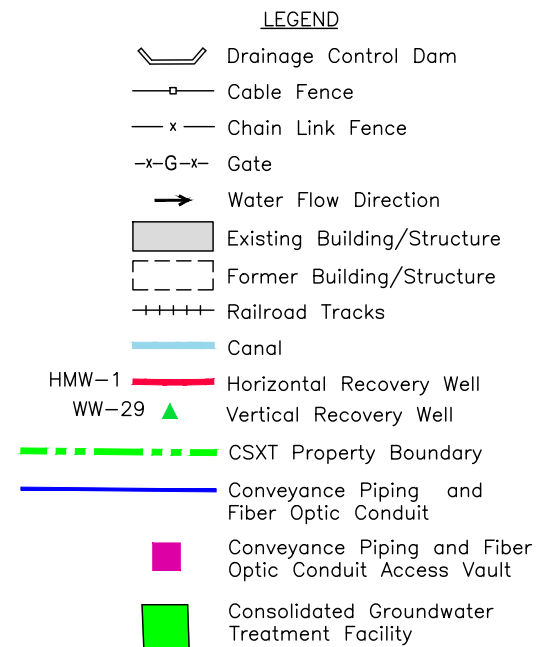 LEGEND
Drainage Control Dam
Cable Fence
x Chain Link Fence
-x-G-x- Gate
Water Flow Direction
Existing Building/Structure
Former Building/Structure
Railroad Tracks
Canal
HMW-1 Horizontal Recovery Well
WW-29 Vertical Recovery Well
CSXT Property Boundary
Conveyance Piping and
Fiber Optic Conduit
Conveyance Piping and Fiber
Optic Conduit Access Vault
Consolidated Groundwater
Treatment Facility